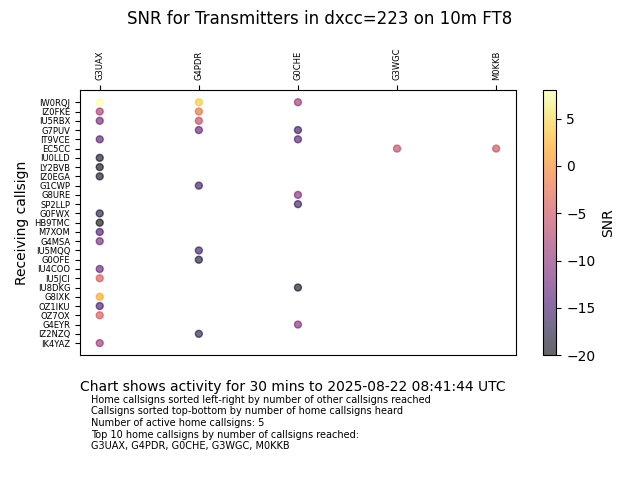 SNR for Transmitters in dxcc=223 on 10m FT8
G3UAX
G4PDR
G0CHE
G3WGC
M0KKB
IW0RQJ
IZ0FKE
IU5RBX
G7PUV
IT9VCE
EC5CC
IU0LLD
LY2BVB
IZ0EGA
G1CWP
G8URE
SP2LLP
G0FWX
HB9TMC
M7XOM
G4MSA
IU5MQQ
G0OFE
IU4COO
IU5JCI
IU8DKG
G8IXK
OZ1IKU
OZ7OX
G4EYR
IZ2NZQ
IK4YAZ
Receiving callsign
5
0
−5
−10
−15
−20
SNR
Chart shows activity for 30 mins to 2025-08-22 08:41:44 UTC
Home callsigns sorted left-right by number of other callsigns reached
Callsigns sorted top-bottom by number of home callsigns heard
Number of active home callsigns: 5
Top 10 home callsigns by number of callsigns reached:
G3UAX, G4PDR, G0CHE, G3WGC, M0KKB